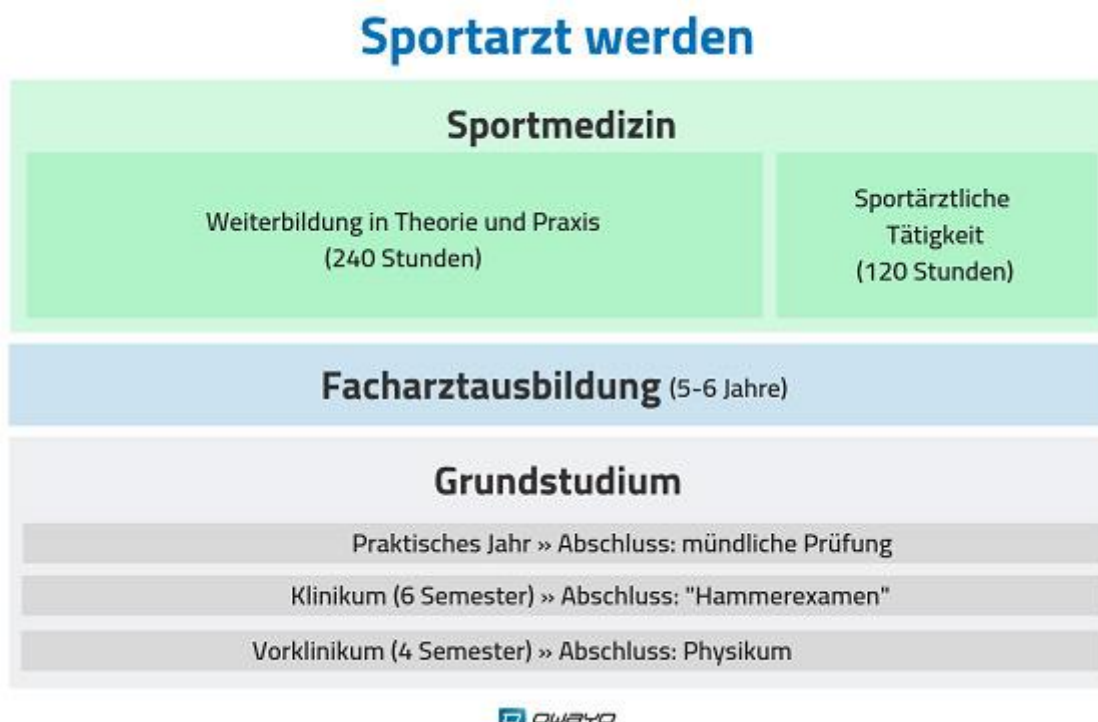 Sportarzt werden
Sportmedizin
Weiterbildung in Theorie und Praxis
(240 Stunden)
Sportärztliche
Tätigkeit
(120 Stunden)
Facharztausbildung (5-6 Jahre)
Grundstudium
Praktisches Jahr » Abschluss: mündliche Prüfung
Klinikum (6 Semester) » Abschluss: "Hammerexamen"
Vorklinikum (4 Semester) » Abschluss: Physikum
owayo